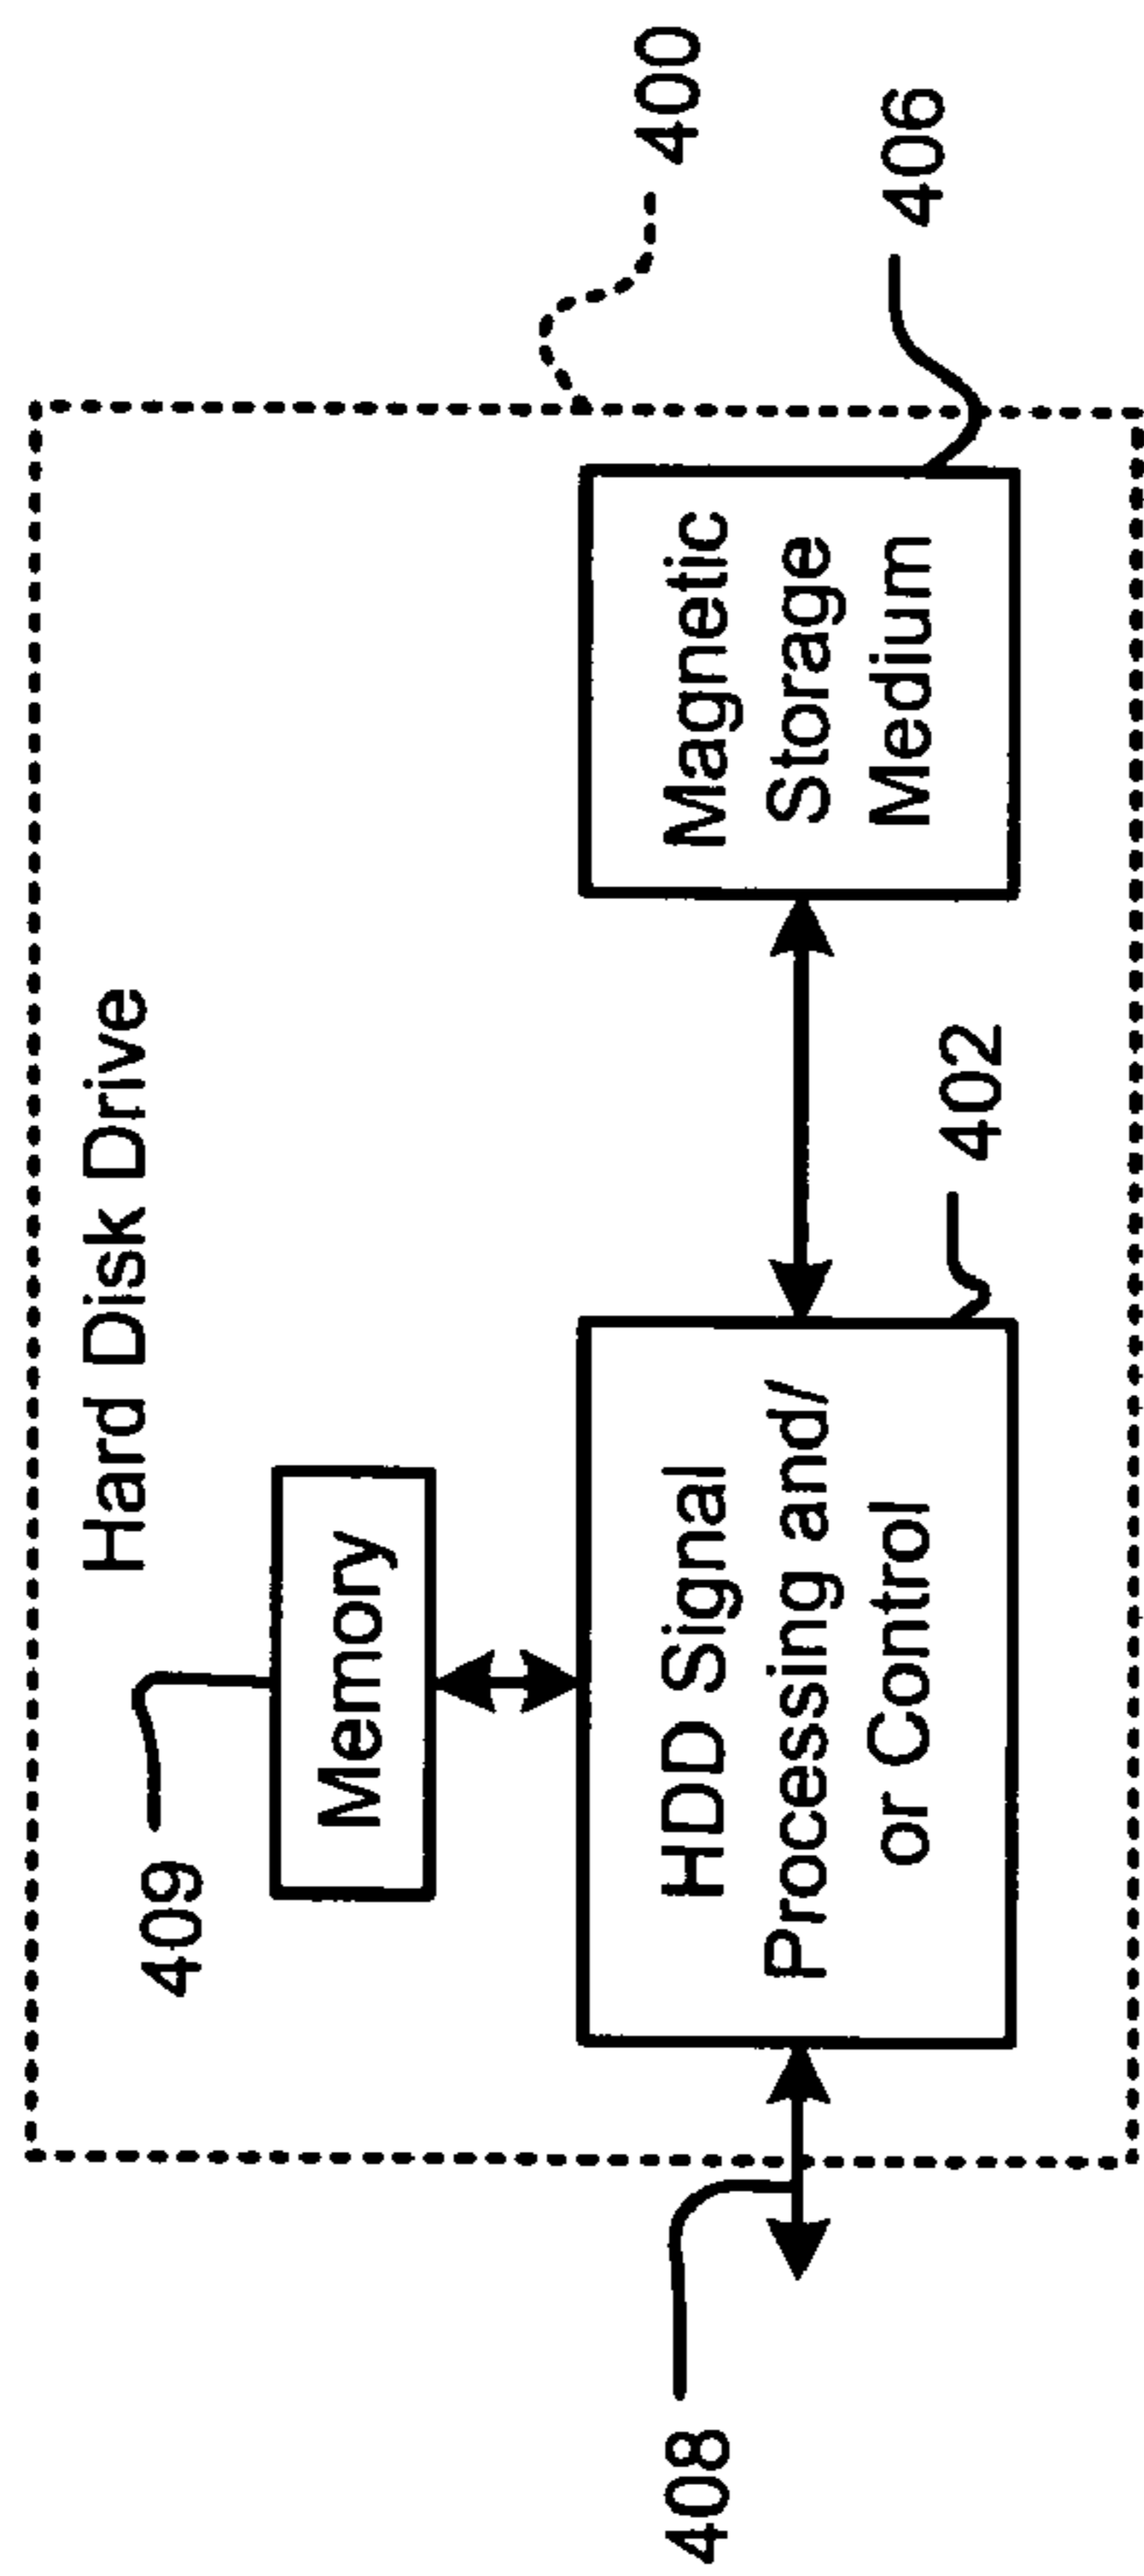 400
Hard Disk Drive
409
Memory
408
HDD Signal
Processing and/
or Control
402
Magnetic
Storage
Medium
406